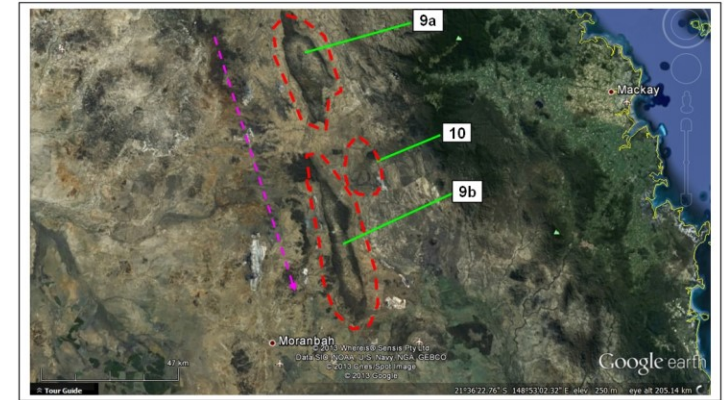 9a
Mackay
10
9b
Moranbah
© 2013 Whereis® Sensis Pty Ltd
Data SIO, NOAA, U.S. Navy, NGA, GEBCO
© 2013 Cnes/Spot Image
© 2013 Google
47 km
Google earth
Tour Guide
21°36'22.76" S 148°53'02.32" E elev 250 m eye alt 205.14 km